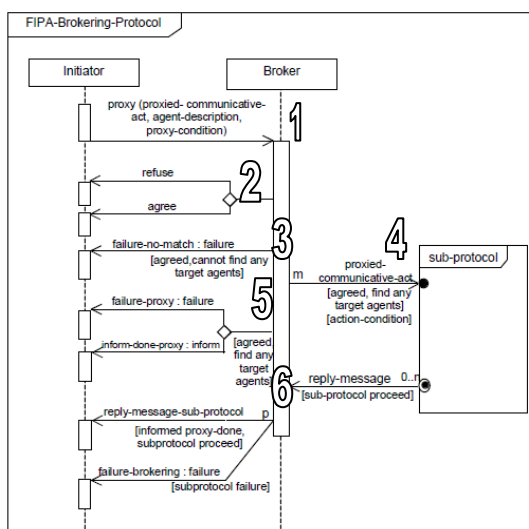 FIPA-Brokering-Protocol
Initiator
Broker
proxy (proxied- communicative-
act, agent-description,
proxy-condition)
1
refuse
2
agree
3
4
failure-no-match : failure
[agreed,cannot find any
target agents]
m
proxied-
communicative-act
[agreed, find any
target agents]
[action-condition]
sub-protocol
5
failure-proxy : failure
inform-done-proxy : inform
[agreed,
find any
target
agents]
6
reply-message
0..n
[sub-protocol proceed]
reply-message-sub-protocol
p
[informed proxy-done,
subprotocol proceed]
failure-brokering : failure
[subprotocol failure]